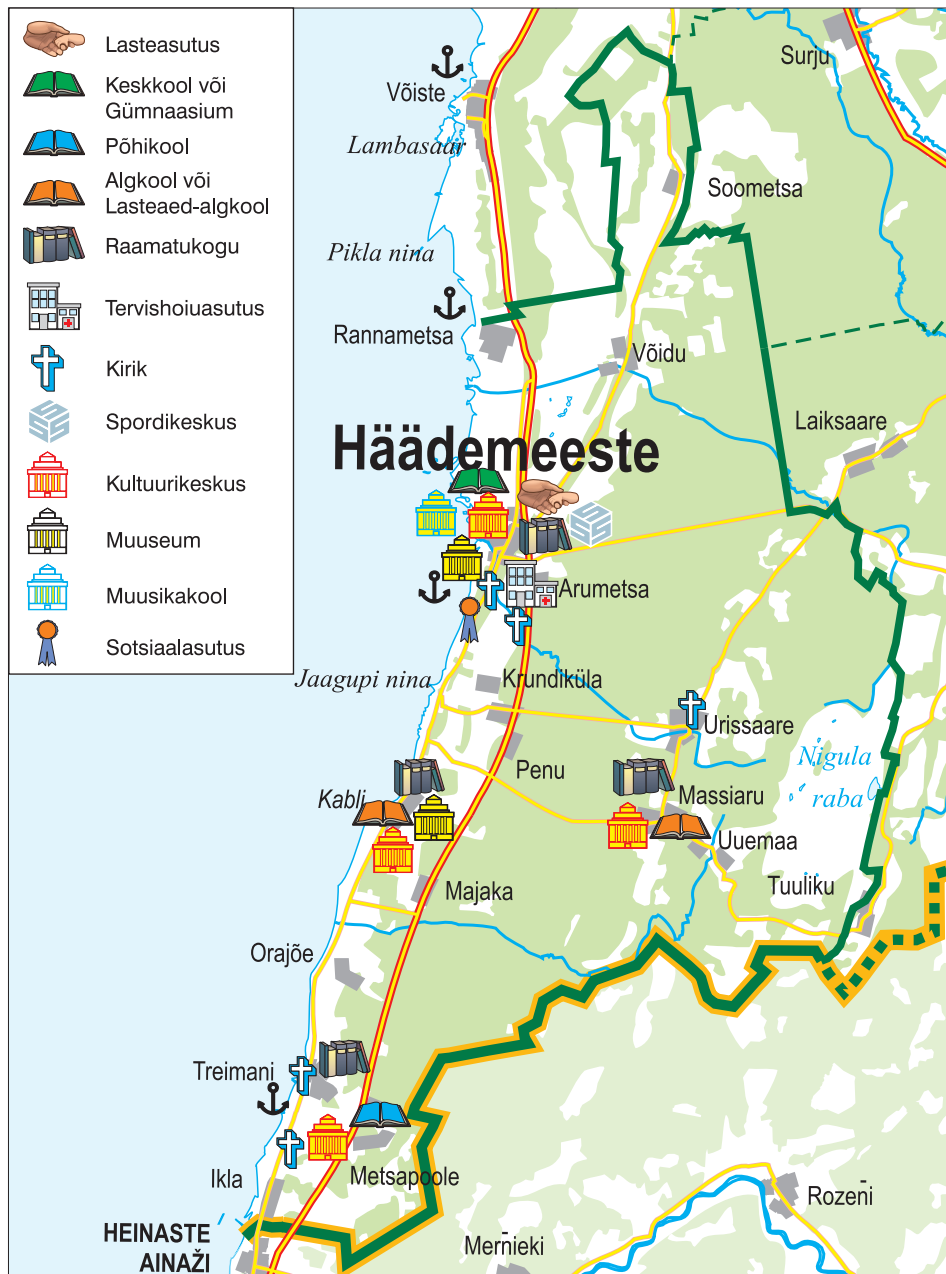 Lasteasutus
Keskkool või
Gümnaasium
Põhikool
Algkool või
Lasteaed-algkool
Raamatukogu
Tervishoiuasutus
Kirik
Spordikeskus
Kultuurikeskus
Muuseum
Muusikakool
Sotsiaalasutus
Surju
Võiste
Lambasaar
Soometsa
Pikla nina
Rannametsa
Võidu
Laiksaare
Häädemeeste
Arumetsa
Jaagupi nina
Krundiküla
Urissaare
Penu
Nigula
raba
Kabli
Massiaru
Uuemaa
Majaka
Tuuliku
Orajõe
Treimani
Ikla
Metsapoole
Rozeņi
HEINASTE
AINAŽI
Mernieki